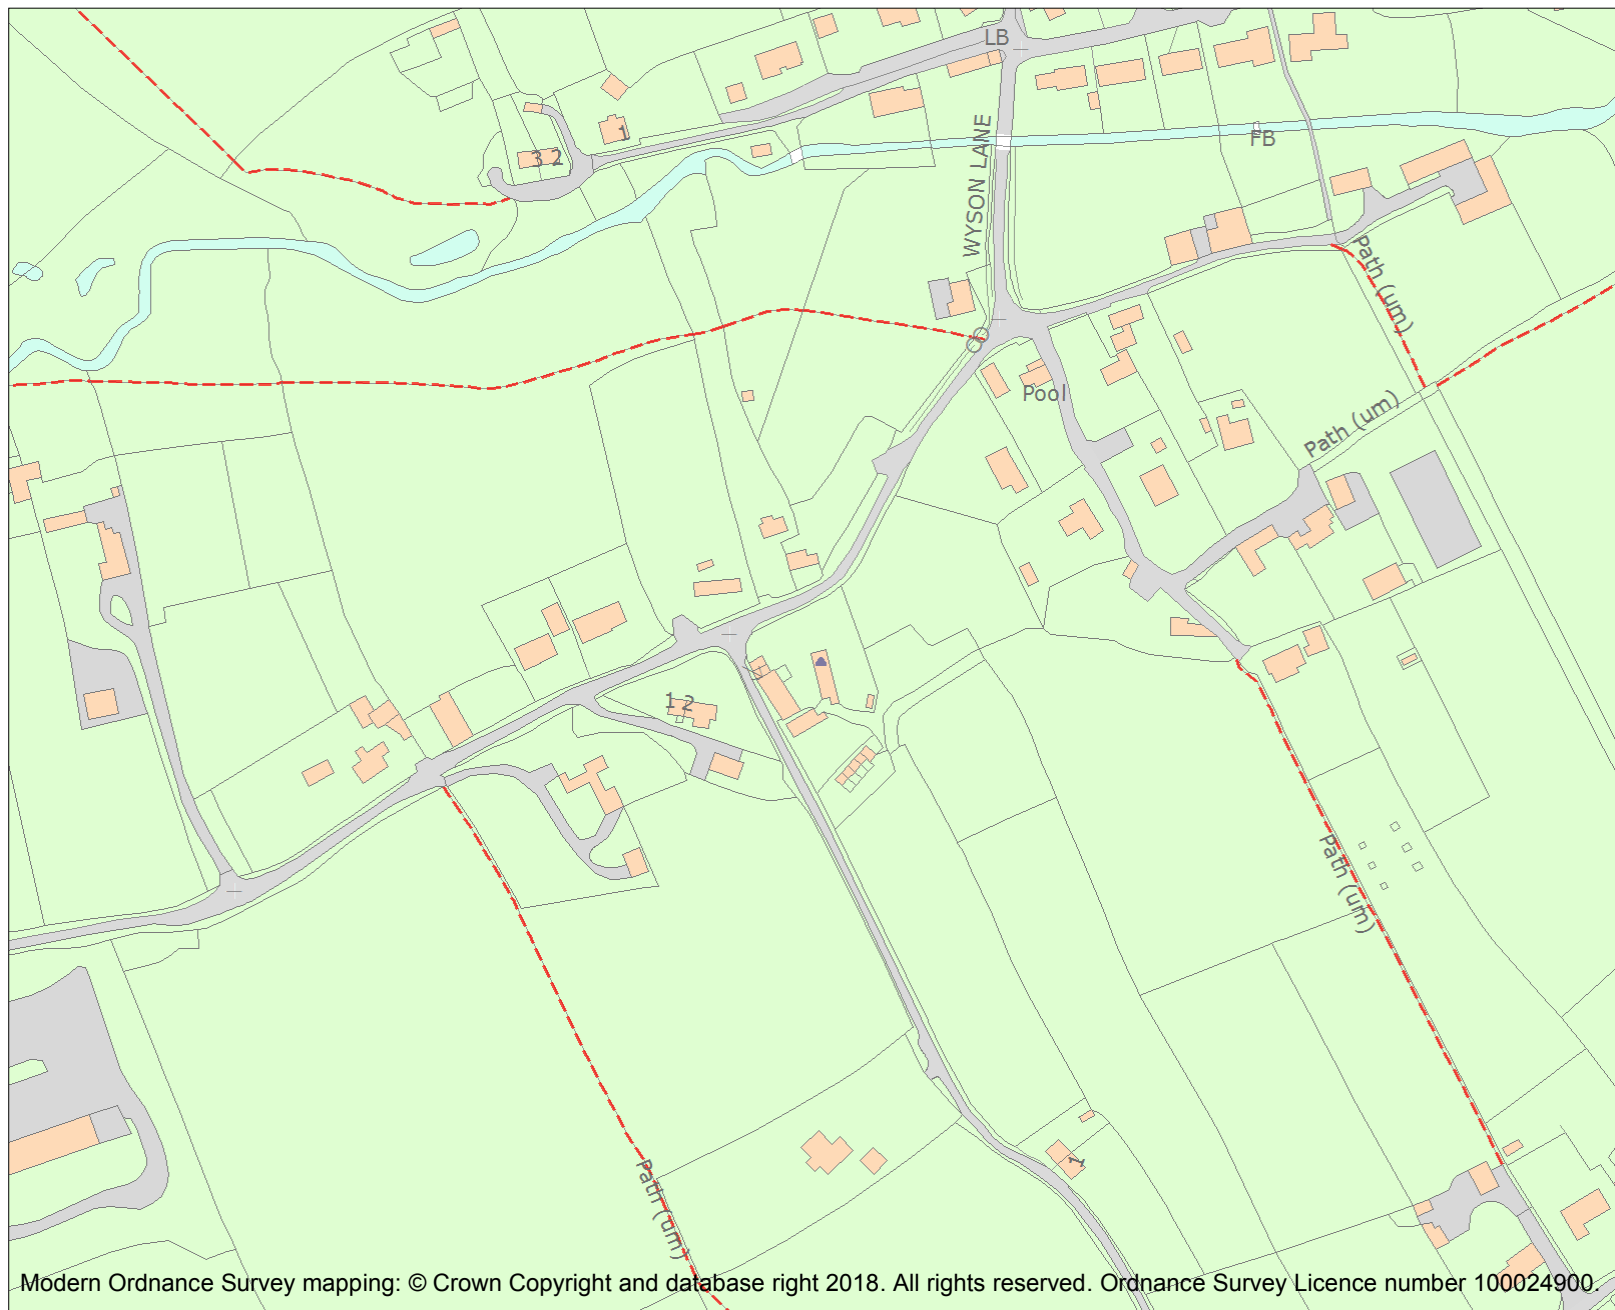 LB
1
3 2
FB
WYSON LANE
Path (um)
Pool
Path (um)
1 2
Path (um)
1
Path (um)
Modern Ordnance Survey mapping: © Crown Copyright and database right 2018. All rights reserved. Ordnance Survey Licence number 100024900.